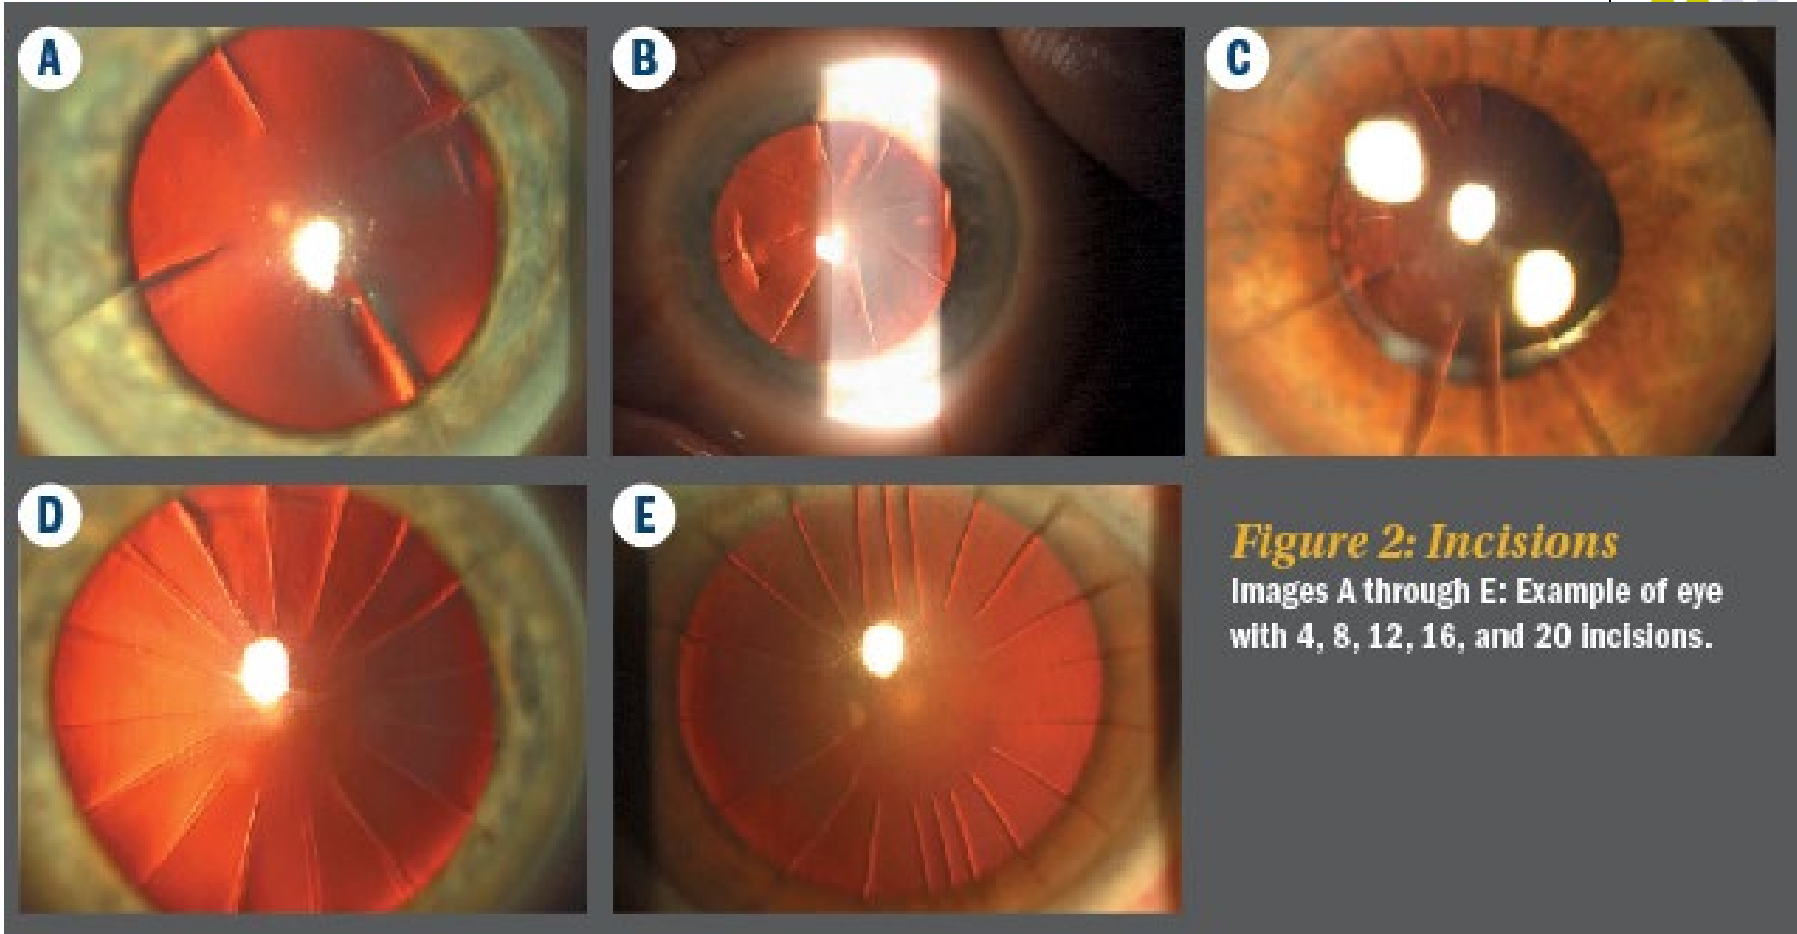 A
B
C
D
E
Figure 2: Incisions
Images A through E: Example of eye
with 4, 8, 12, 16, and 20 incisions.